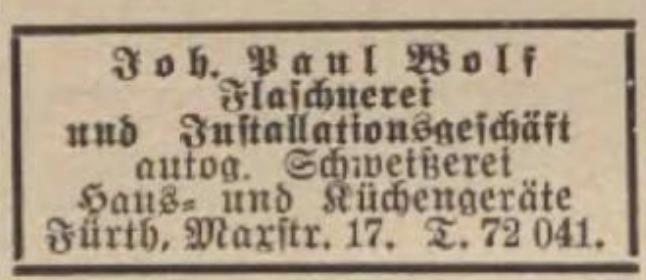 Joh. Paul Wolf
Flaschnerei
und Installationsgeschäft
autog. Schweißerei
Haus- und Küchengeräte
Fürth, Maxstr. 17. T. 72 041.